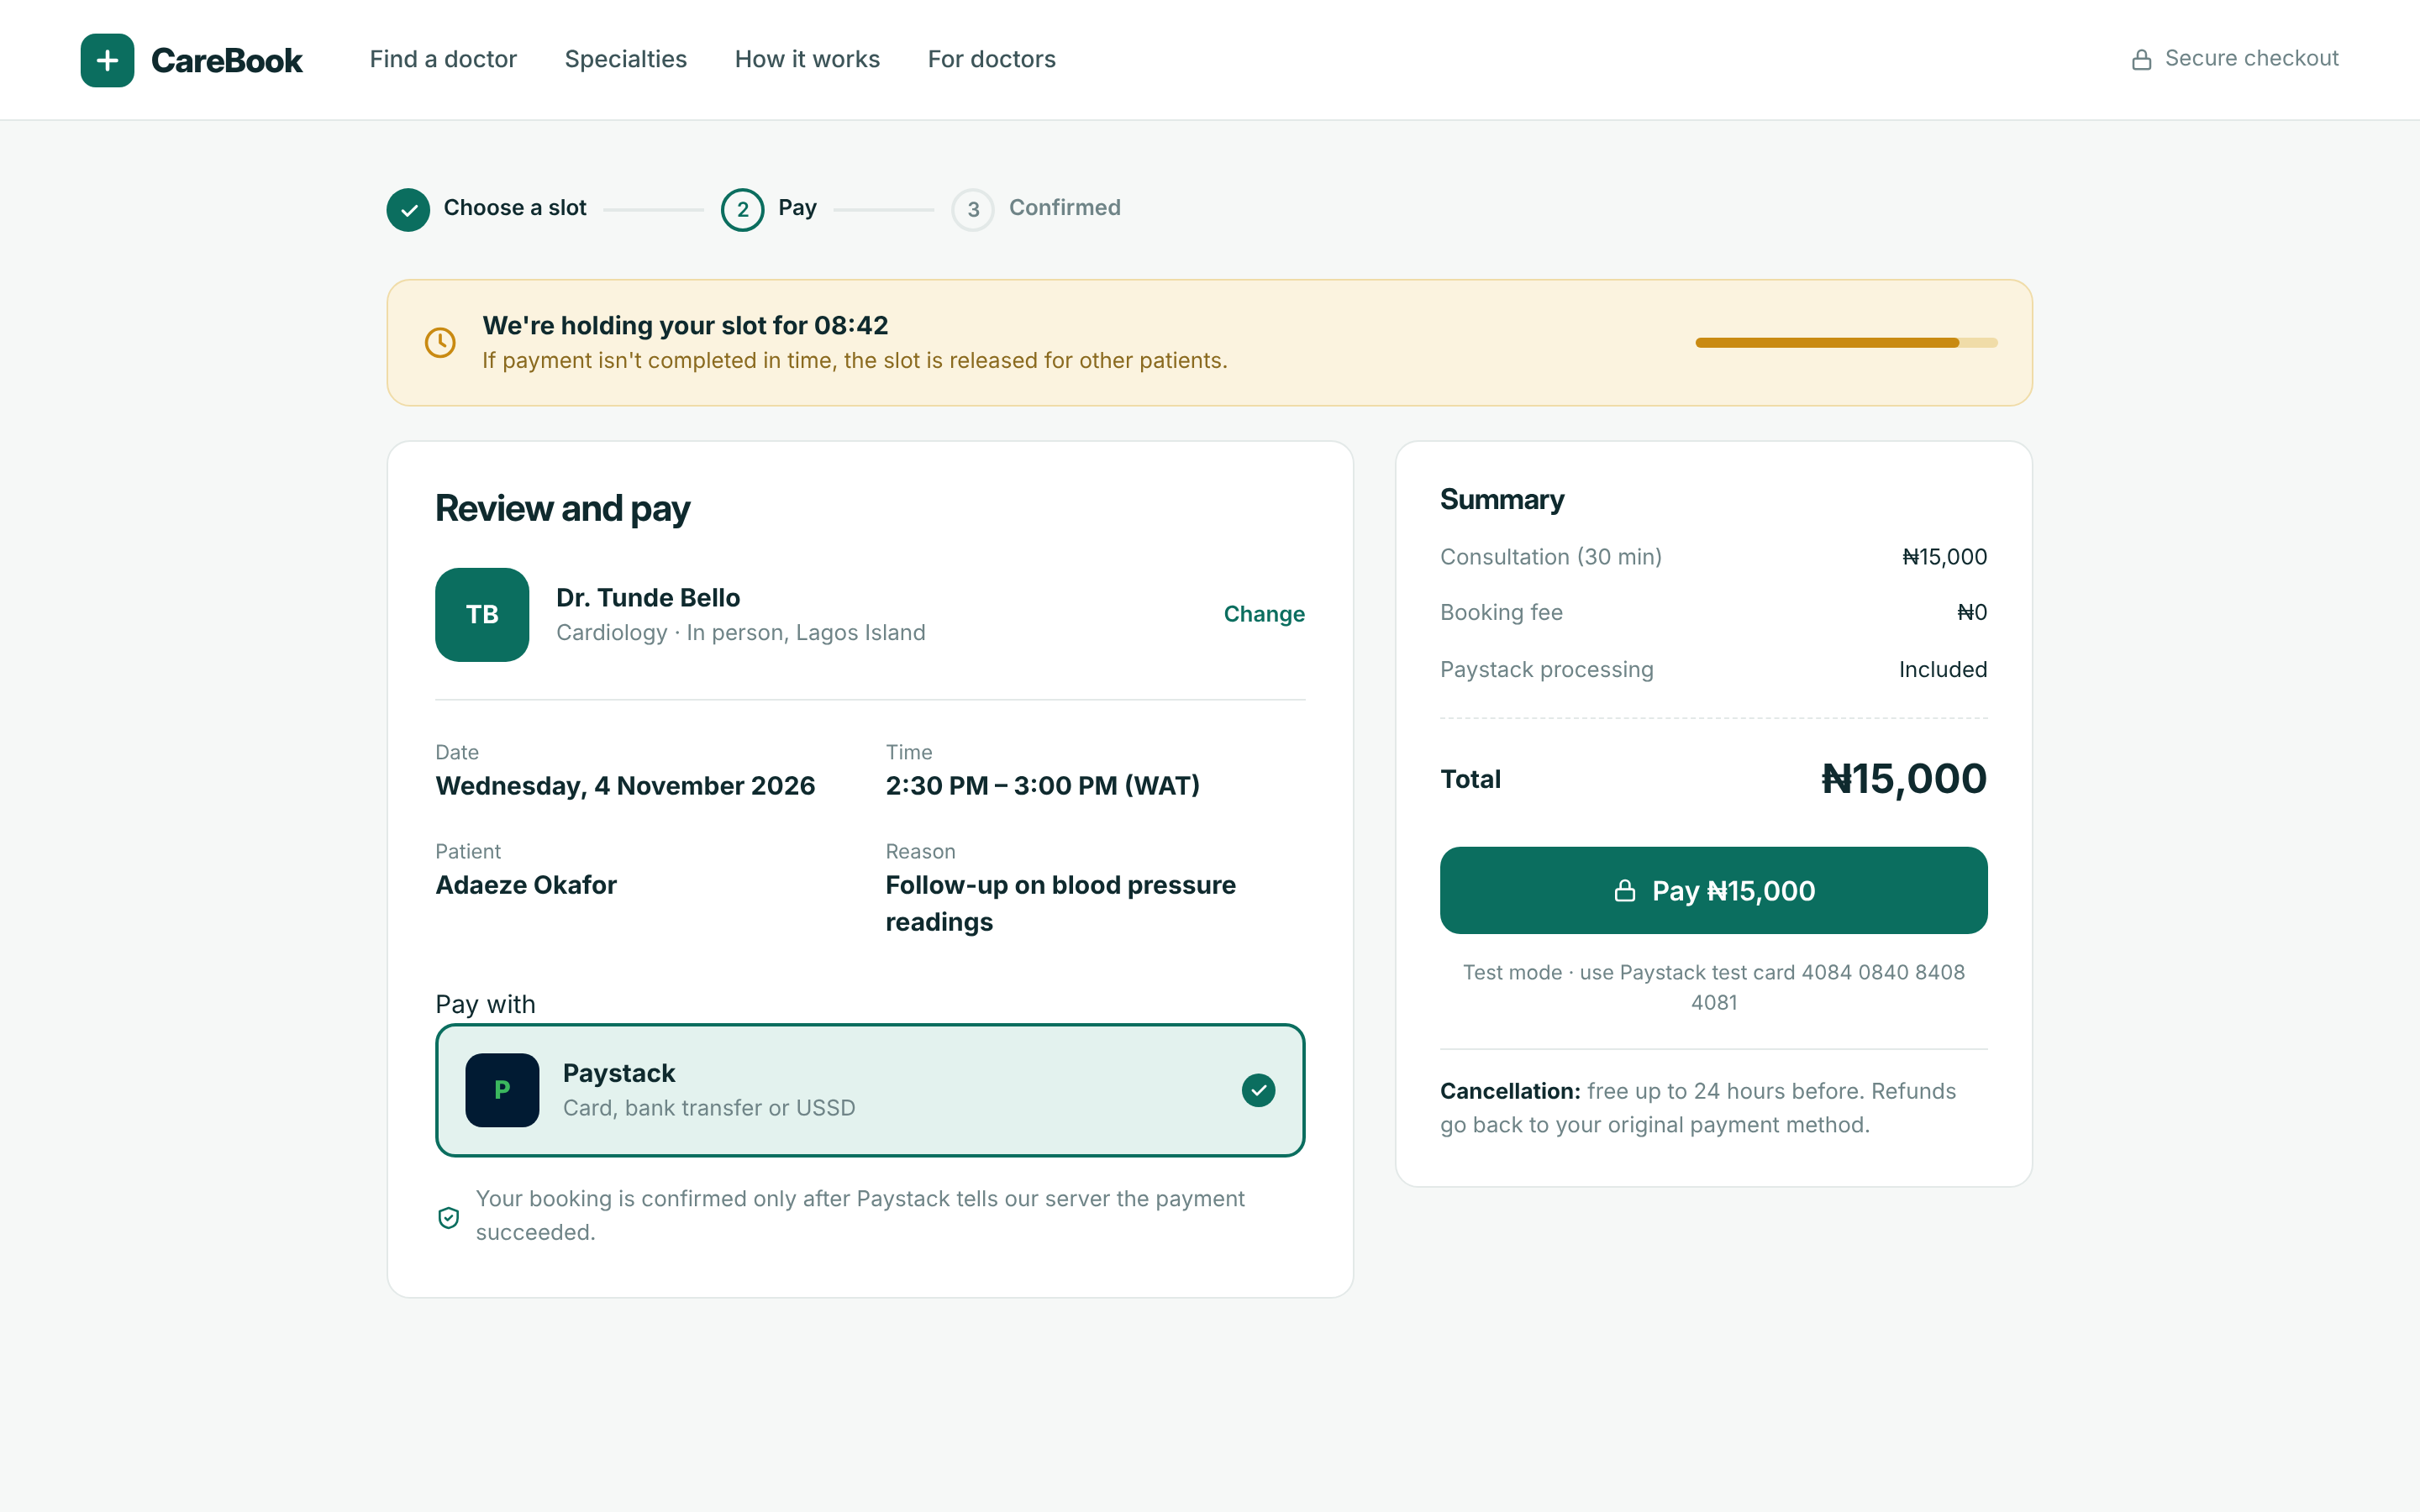 CareBook
Find a doctor
Specialties
How it works
For doctors
Secure checkout
Choose a slot
2
Pay
3
Confirmed
We're holding your slot for 08:42
If payment isn't completed in time, the slot is released for other patients.
Review and pay
TB
Dr. Tunde Bello
Cardiology · In person, Lagos Island
Change
Date
Wednesday, 4 November 2026
Time
2:30 PM – 3:00 PM (WAT)
Patient
Adaeze Okafor
Reason
Follow-up on blood pressure
readings
Pay with
P
Paystack
Card, bank transfer or USSD
Your booking is confirmed only after Paystack tells our server the payment
succeeded.
Summary
Consultation (30 min)
₦15,000
Booking fee
₦0
Paystack processing
Included
Total
₦15,000
Pay ₦15,000
Test mode · use Paystack test card 4084 0840 8408
4081
Cancellation: free up to 24 hours before. Refunds
go back to your original payment method.